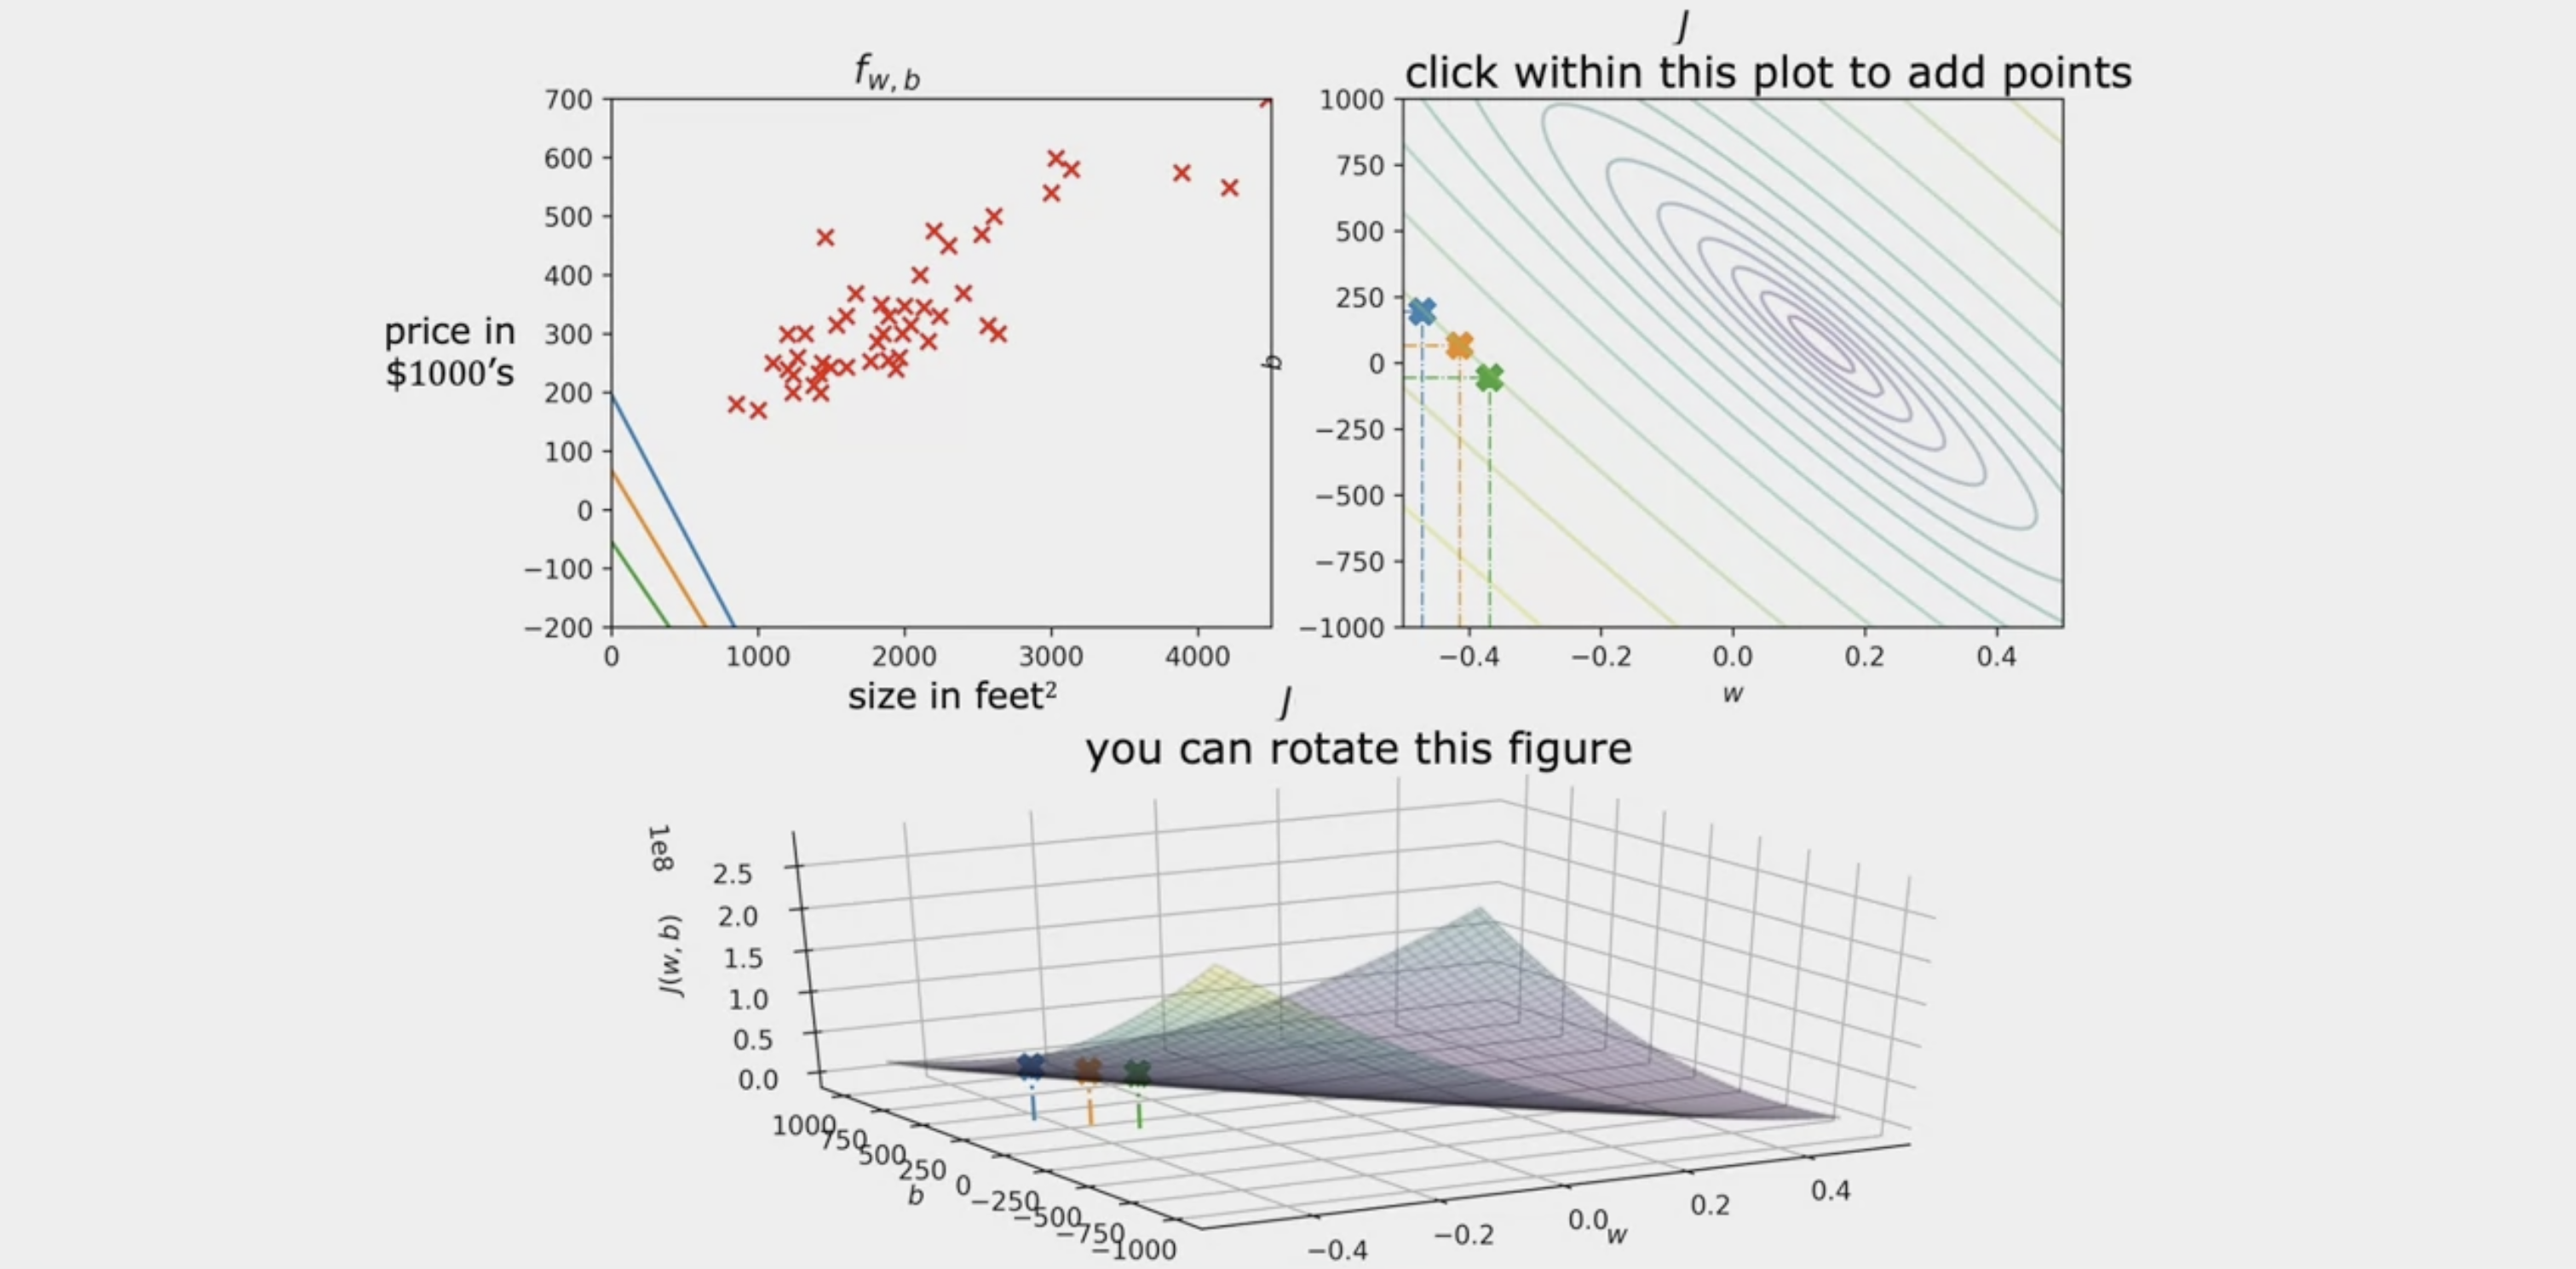 J
f_{w, b}
click within this plot to add points
700
600
500
400
300
200
100
0
−100
−200
price in
$1000’s
0 1000 2000 3000 4000
size in feet²
1000
750
500
250
0
−250
−500
−750
−1000
b
−0.4 −0.2 0.0 0.2 0.4
w
J
you can rotate this figure
1e8
J(w, b)
2.5
2.0
1.5
1.0
0.5
0.0
1000
750
500
250
0
−250
−500
−750
−1000
b
−0.4 −0.2 0.0 0.2 0.4
w